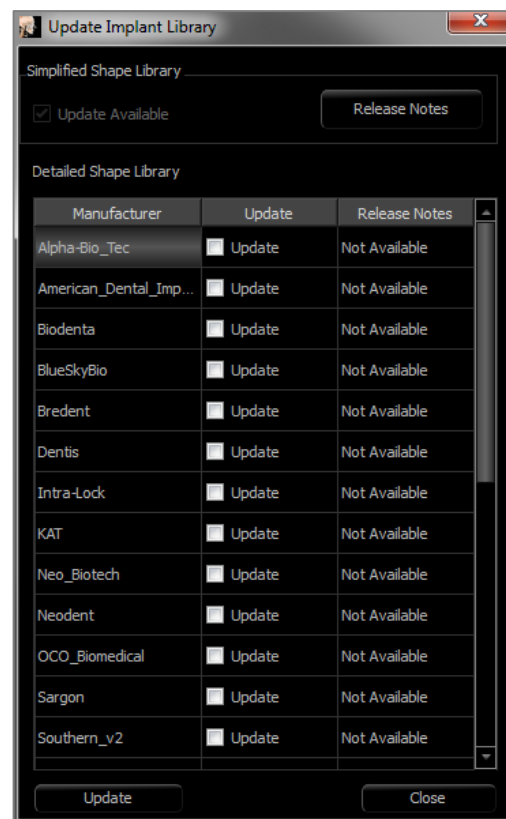 Update Implant Library
Simplified Shape Library
Update Available
Release Notes
Detailed Shape Library
Manufacturer Update Release Notes
Alpha-Bio_Tec Update Not Available
American_Dental_Imp... Update Not Available
Biodenta Update Not Available
BlueSkyBio Update Not Available
Bredent Update Not Available
Dentis Update Not Available
Intra-Lock Update Not Available
KAT Update Not Available
Neo_Biotech Update Not Available
Neodent Update Not Available
OCO_Biomedical Update Not Available
Sargon Update Not Available
Southern_v2 Update Not Available
Update Close